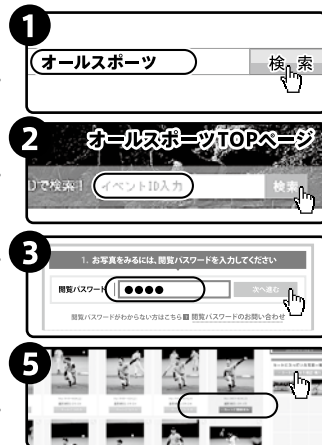 1
オールスポーツ 検 索
2
オールスポーツTOPページ
Dで検索! イベントID入力 検索
3
1. お写真をみるには、閲覧パスワードを入力してください
閲覧パスワード ●●●● 次へ進む
閲覧パスワードがわからない方はこちら 閲覧パスワードのお問い合わせ
5